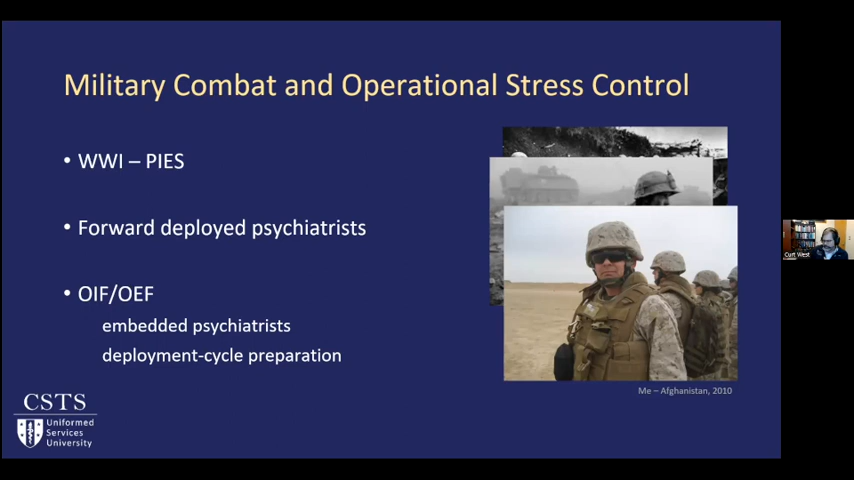 Military Combat and Operational Stress Control
• WWI – PIES
• Forward deployed psychiatrists
• OIF/OEF
embedded psychiatrists
deployment-cycle preparation
Me – Afghanistan, 2010
CSTS
Uniformed
Services
University
Curt West